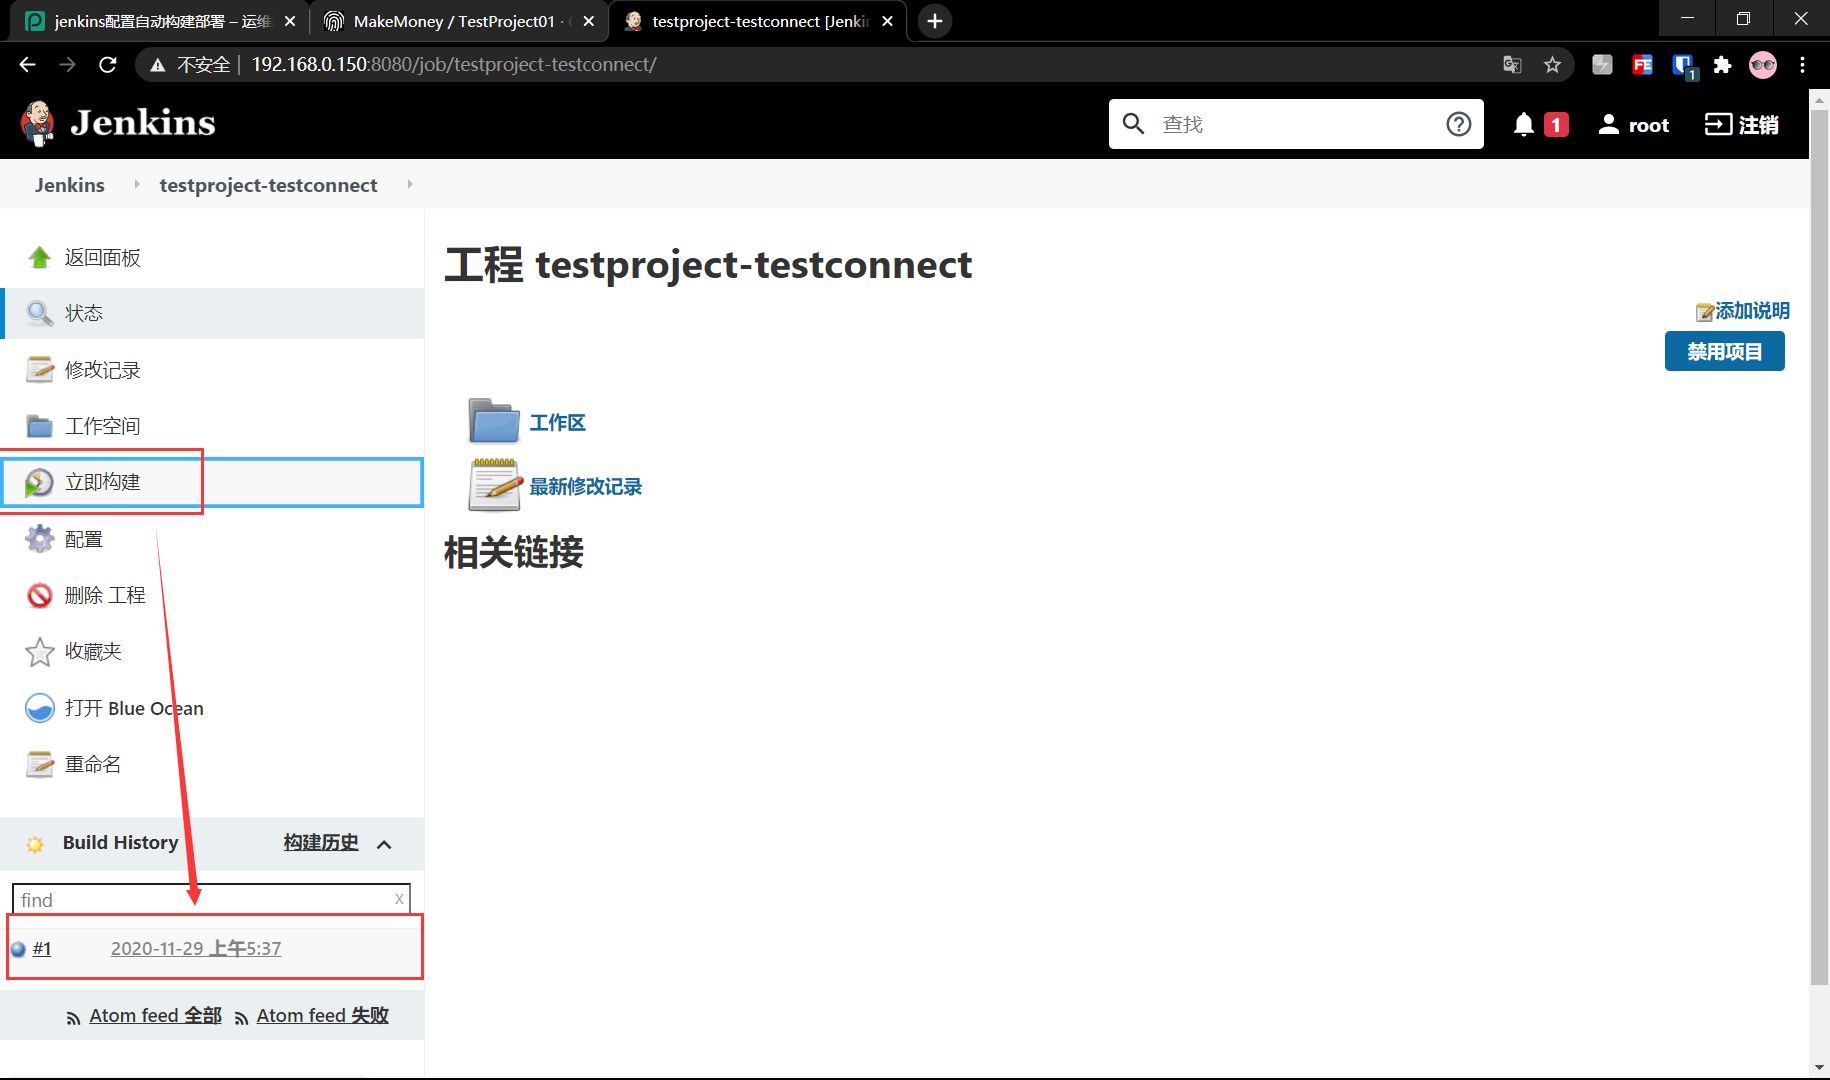 jenkins配置自动构建部署 – 运维
MakeMoney / TestProject01 ·
testproject-testconnect [Jenkin
不安全 | 192.168.0.150:8080/job/testproject-testconnect/
FE
1
Jenkins
查找
1
root
注销
Jenkins
testproject-testconnect
返回面板
状态
修改记录
工作空间
立即构建
配置
删除 工程
收藏夹
打开 Blue Ocean
重命名
Build History
构建历史
find
x
#1
2020-11-29 上午5:37
Atom feed 全部
Atom feed 失败
工程 testproject-testconnect
添加说明
禁用项目
工作区
最新修改记录
相关链接